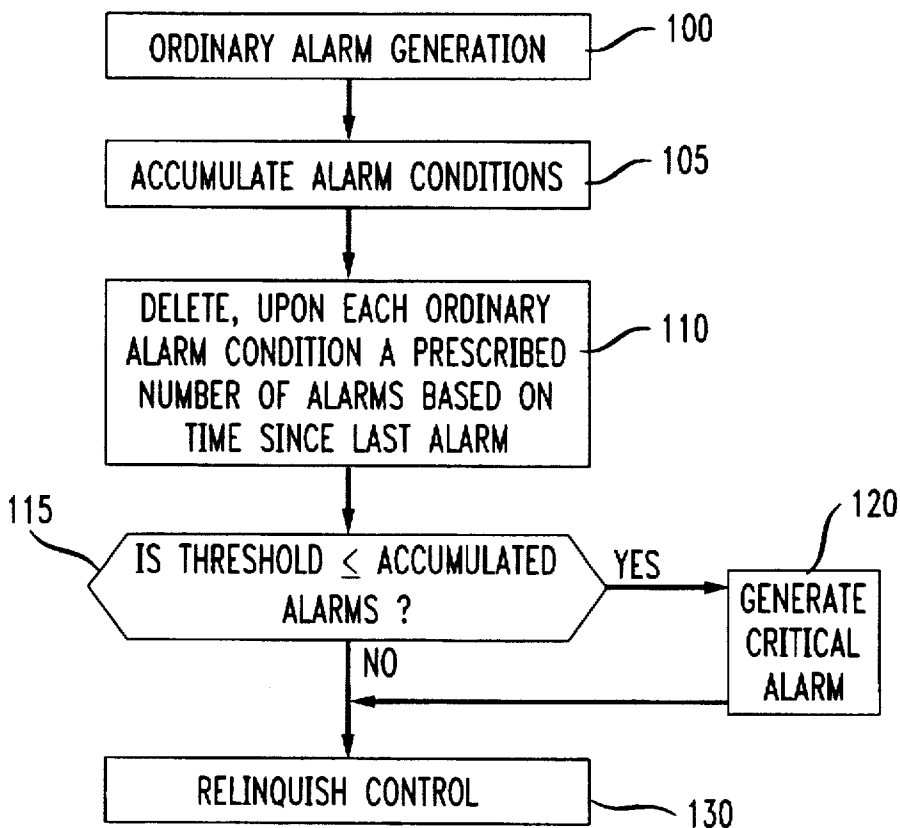 ORDINARY ALARM GENERATION
100
ACCUMULATE ALARM CONDITIONS
105
DELETE, UPON EACH ORDINARY
ALARM CONDITION A PRESCRIBED
NUMBER OF ALARMS BASED ON
TIME SINCE LAST ALARM
110
115
IS THRESHOLD ≤ ACCUMULATED
ALARMS ?
YES
120
GENERATE
CRITICAL
ALARM
NO
RELINQUISH CONTROL
130